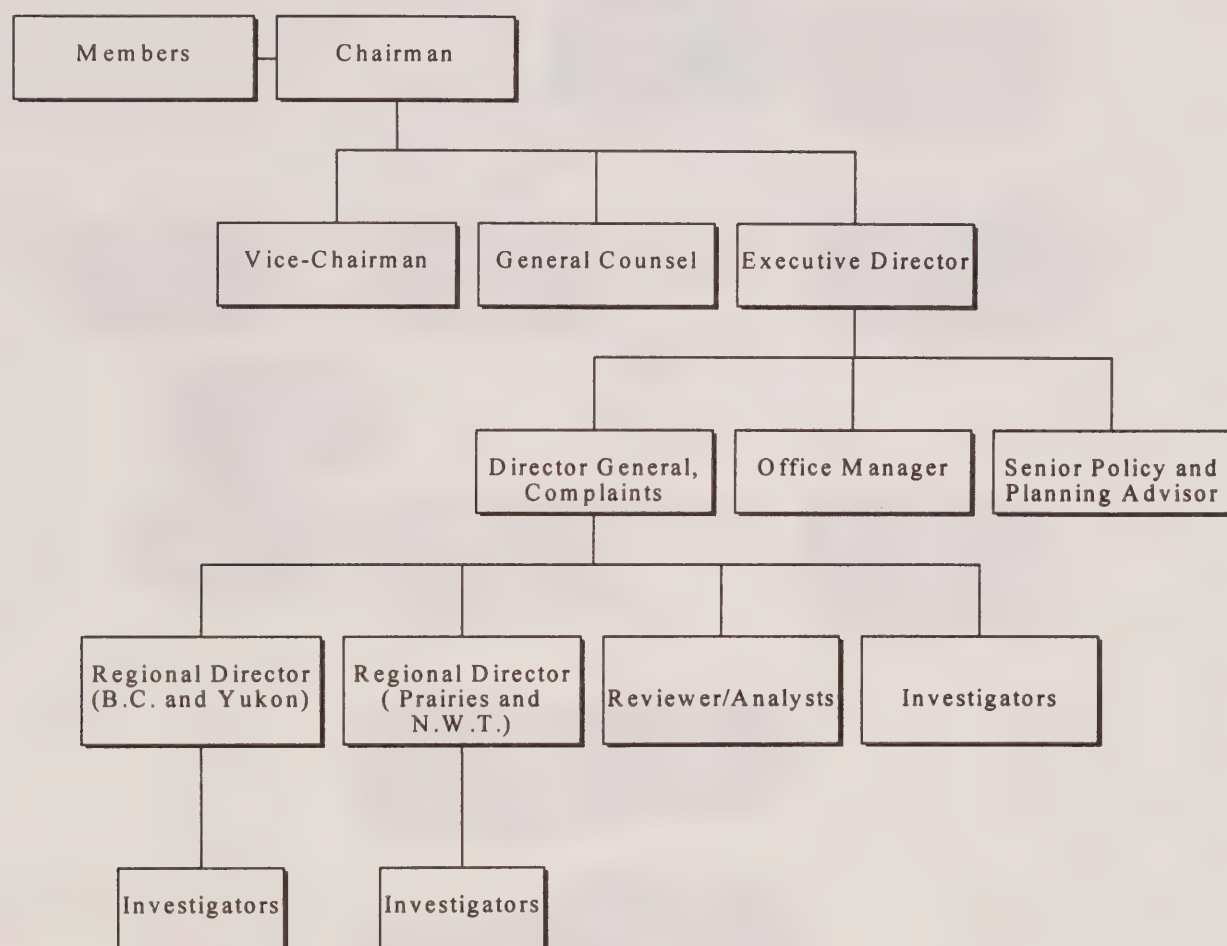 Members
Chairman
Vice-Chairman
General Counsel
Executive Director
Director General,
Complaints
Office Manager
Senior Policy and
Planning Advisor
Regional Director
(B.C. and Yukon)
Regional Director
( Prairies and
N.W.T.)
Reviewer/Analysts
Investigators
Investigators
Investigators